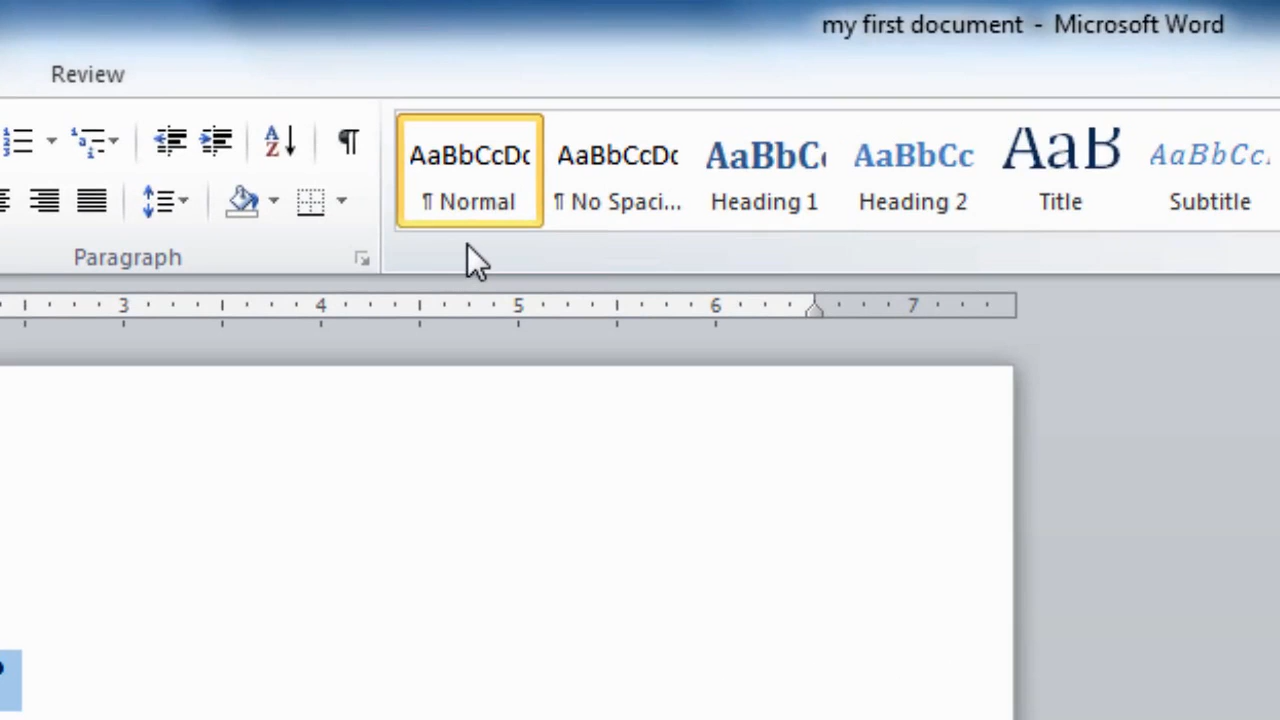 my first document - Microsoft Word
Review
AaBbCcDc AaBbCcDc AaBbC AaBbCc AaB AaBbCc.
¶ Normal ¶ No Spaci... Heading 1 Heading 2 Title Subtitle
Paragraph
3 4 5 6 7